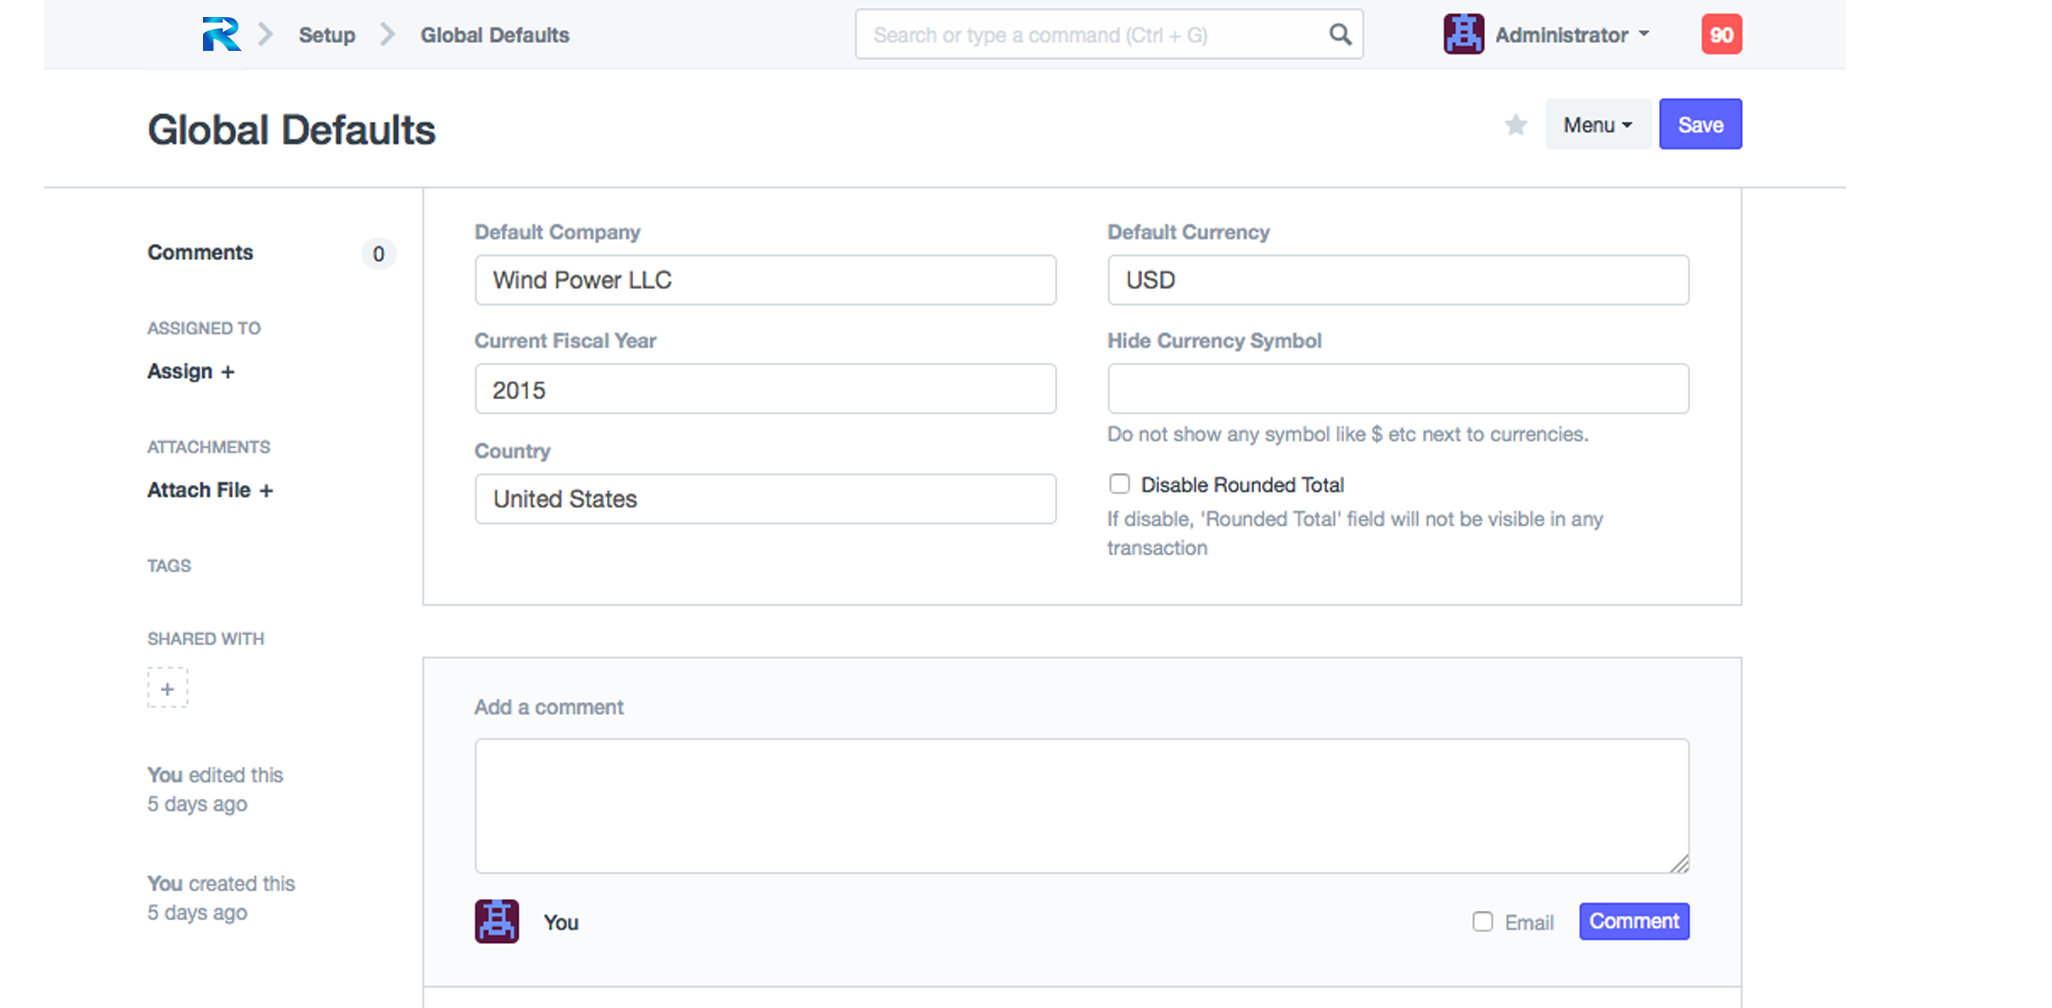 Setup
Global Defaults
Search or type a command (Ctrl + G)
Administrator
90
Global Defaults
Menu
Save
Comments
0
ASSIGNED TO
Assign +
ATTACHMENTS
Attach File +
TAGS
SHARED WITH
+
You edited this
5 days ago
You created this
5 days ago
Default Company
Wind Power LLC
Current Fiscal Year
2015
Country
United States
Default Currency
USD
Hide Currency Symbol
Do not show any symbol like $ etc next to currencies.
Disable Rounded Total
If disable, 'Rounded Total' field will not be visible in any
transaction
Add a comment
You
Email
Comment